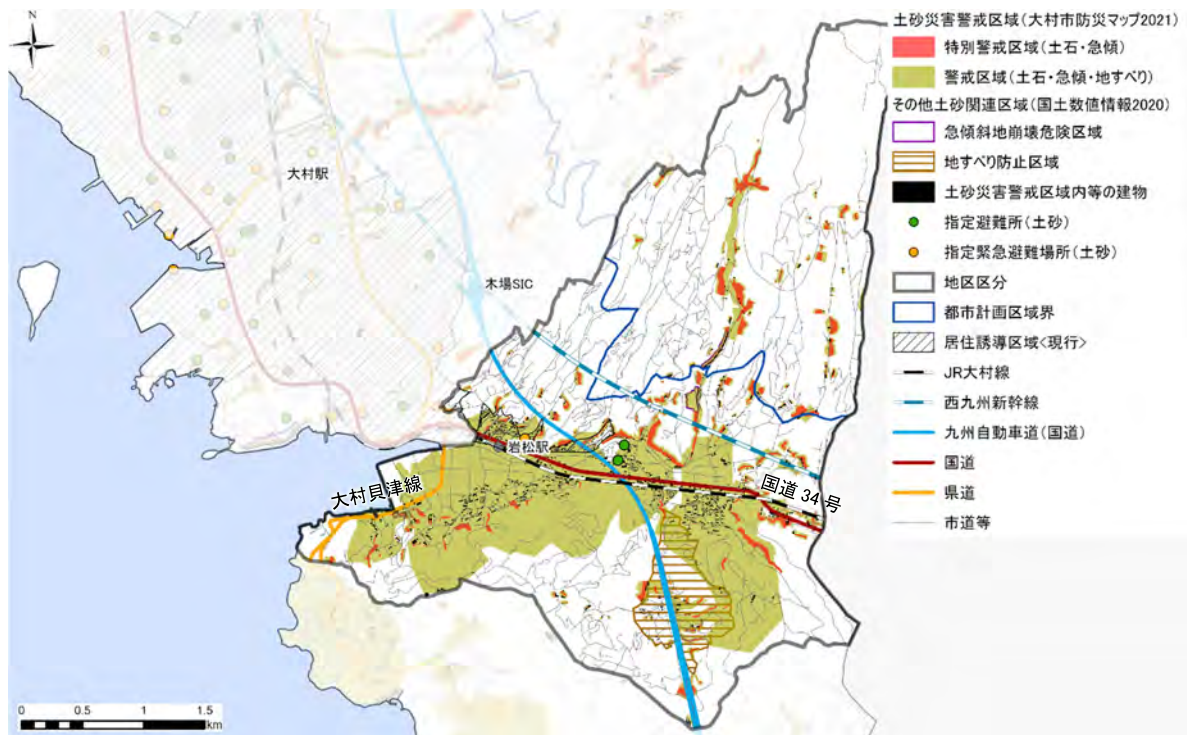 N
大村駅
木場SIC
岩松駅
大村貝津線
国道 34 号
0 0.5 1 1.5
km
土砂災害警戒区域(大村市防災マップ2021)
特別警戒区域(土石・急傾)
警戒区域(土石・急傾・地すべり)
その他土砂関連区域(国土数値情報2020)
急傾斜地崩壊危険区域
地すべり防止区域
土砂災害警戒区域内等の建物
指定避難所(土砂)
指定緊急避難場所(土砂)
地区区分
都市計画区域界
居住誘導区域<現行>
JR大村線
西九州新幹線
九州自動車道(国道)
国道
県道
市道等